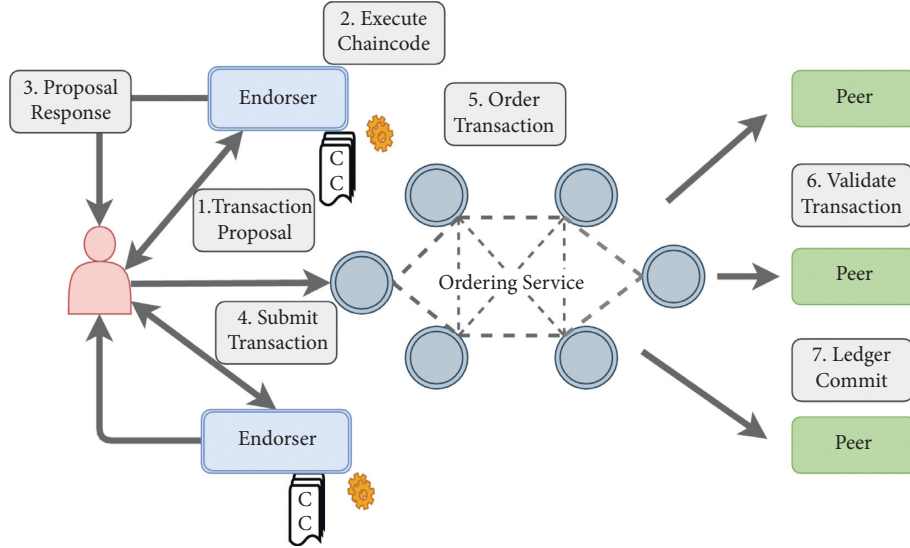 2. Execute
Chaincode
3. Proposal
Response
Endorser
5. Order
Transaction
Peer
C
C
1.Transaction
Proposal
6. Validate
Transaction
Ordering Service
Peer
4. Submit
Transaction
7. Ledger
Commit
Endorser
Peer
C
C